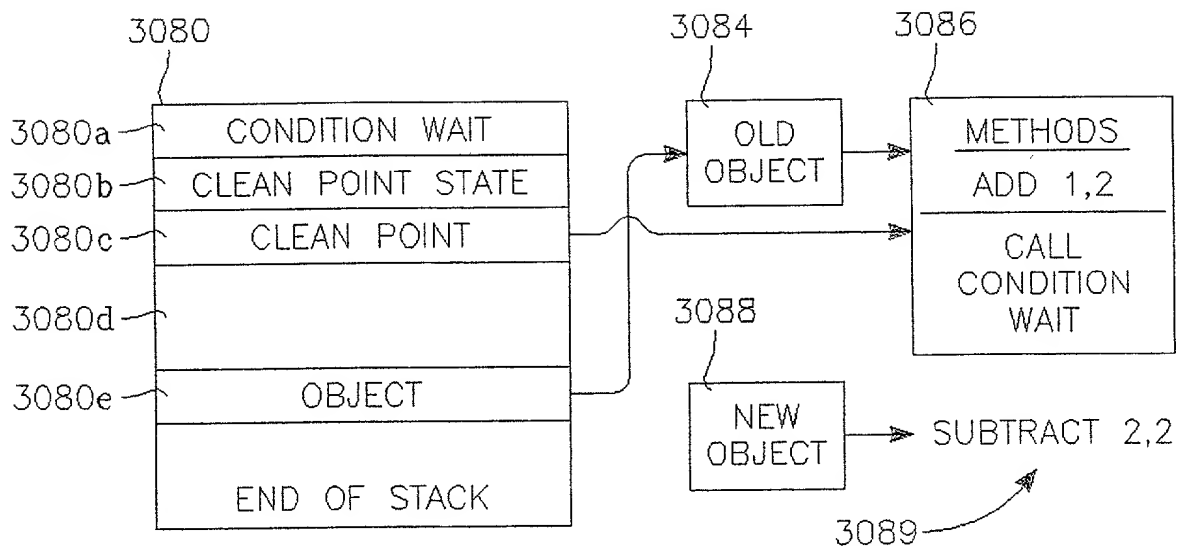 3080
3084
3086
3080a
CONDITION WAIT
3080b
CLEAN POINT STATE
3080c
CLEAN POINT
3080d
3080e
OBJECT
END OF STACK
OLD
OBJECT
METHODS
ADD 1,2
CALL
CONDITION
WAIT
3088
NEW
OBJECT
SUBTRACT 2,2
3089